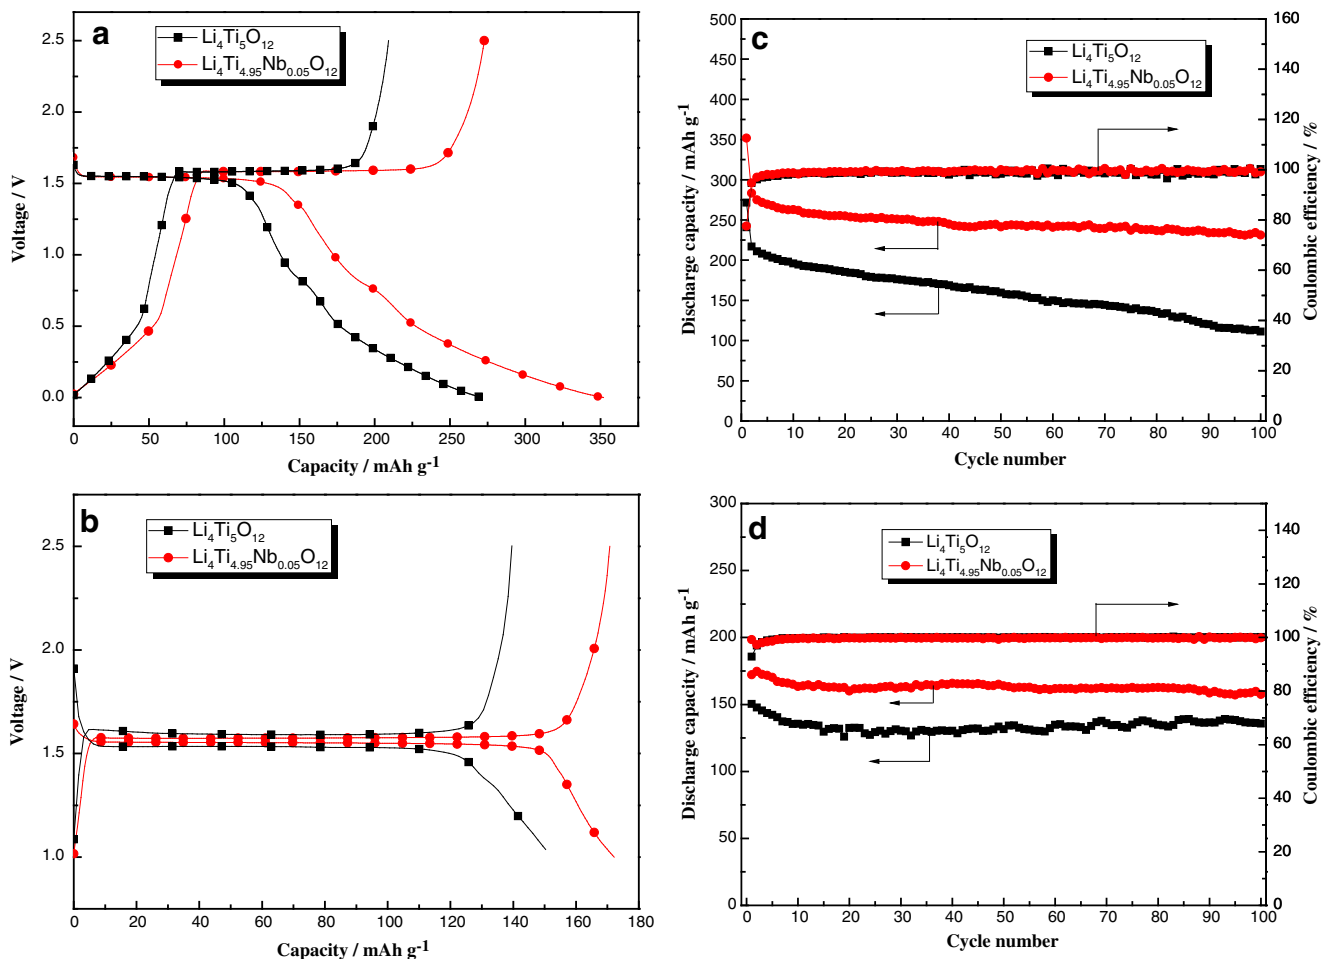 a
Li4Ti5O12
Li4Ti4.95Nb0.05O12
2.5
2.0
1.5
1.0
0.5
0.0
Voltage / V
0 50 100 150 200 250 300 350
Capacity / mAh g-1
b
Li4Ti5O12
Li4Ti4.95Nb0.05O12
2.5
2.0
1.5
1.0
Voltage / V
0 20 40 60 80 100 120 140 160 180
Capacity / mAh g-1
c
Li4Ti5O12
Li4Ti4.95Nb0.05O12
500
450
400
350
300
250
200
150
100
50
0
Discharge capacity / mAh g-1
160
140
120
100
80
60
40
20
0
Coulombic efficiency / %
0 10 20 30 40 50 60 70 80 90 100
Cycle number
d
Li4Ti5O12
Li4Ti4.95Nb0.05O12
300
250
200
150
100
50
0
Discharge capacity / mAh g-1
140
120
100
80
60
40
20
0
Coulombic efficiency / %
0 10 20 30 40 50 60 70 80 90 100
Cycle number